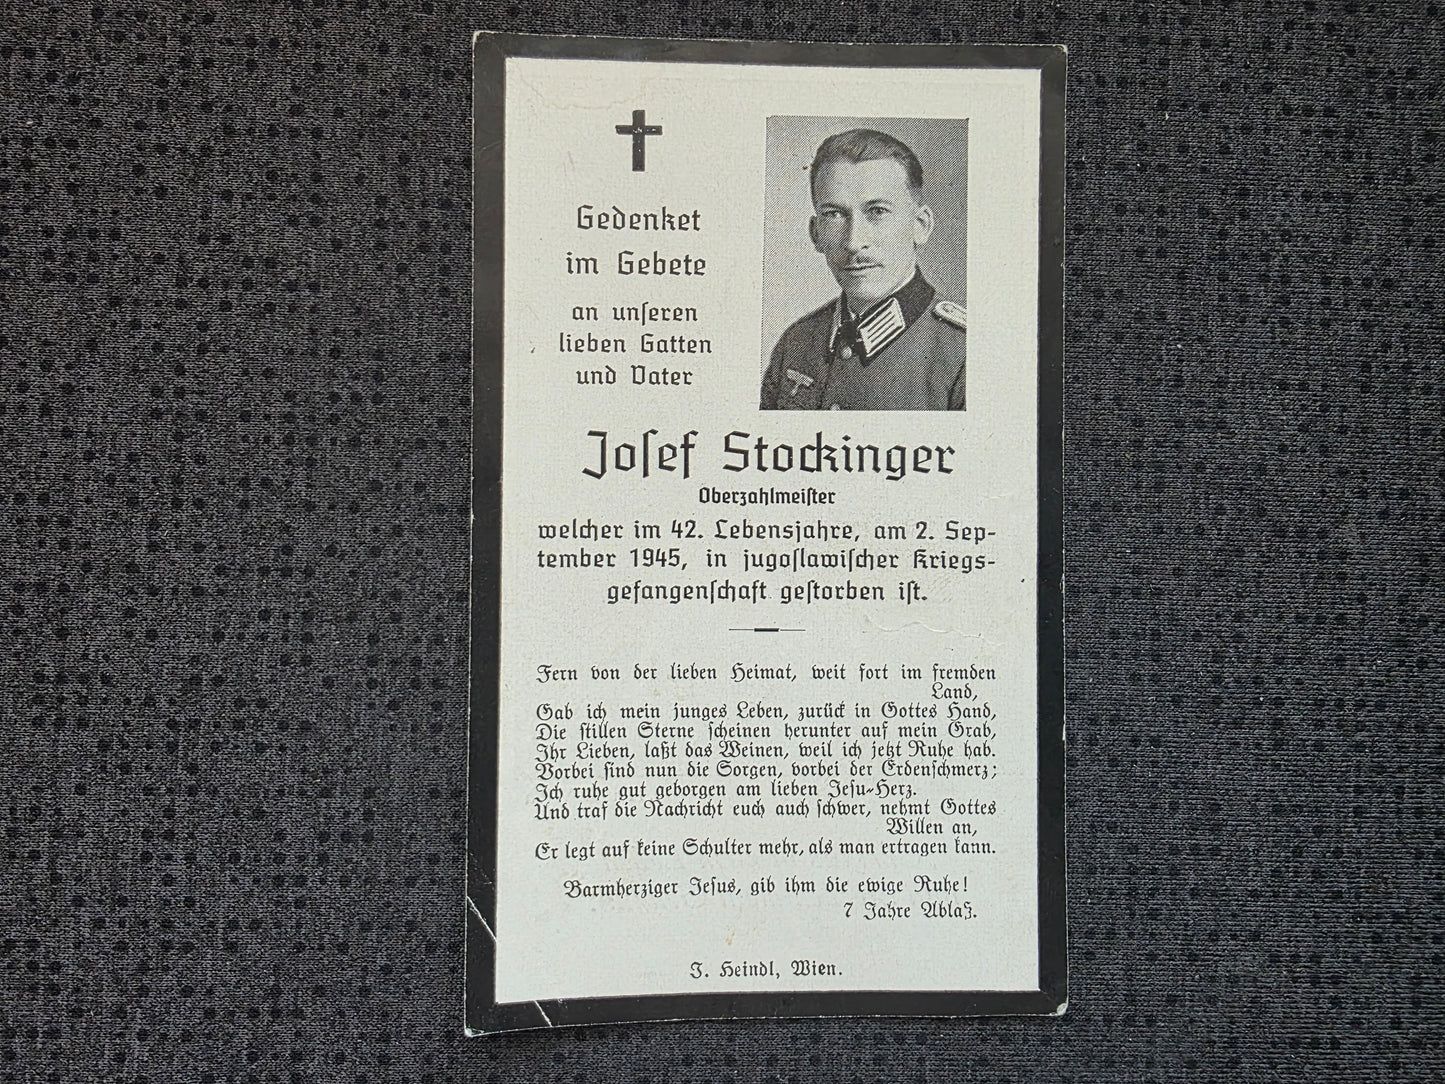 Gedenket
im Gebete
an unseren
lieben Gatten
und Vater
Josef Stockinger
Oberzahlmeister
welcher im 42. Lebensjahre, am 2. Sep-
tember 1945, in jugoslawischer Kriegs-
gefangenschaft gestorben ist.
Fern von der lieben Heimat, weit fort im fremden
Land,
Gab ich mein junges Leben, zurück in Gottes Hand,
Die stillen Sterne scheinen herunter auf mein Grab,
Ihr Lieben, laßt das Weinen, weil ich jetzt Ruhe hab.
Vorbei sind nun die Sorgen, vorbei der Erdenschmerz;
Ich ruhe gut geborgen am lieben Jesu-Herz.
Und traf die Nachricht euch auch schwer, nehmt Gottes
Willen an,
Er legt auf keine Schulter mehr, als man ertragen kann.
Barmherziger Jesus, gib ihm die ewige Ruhe!
7 Jahre Ablaß.
J. Heindl, Wien.